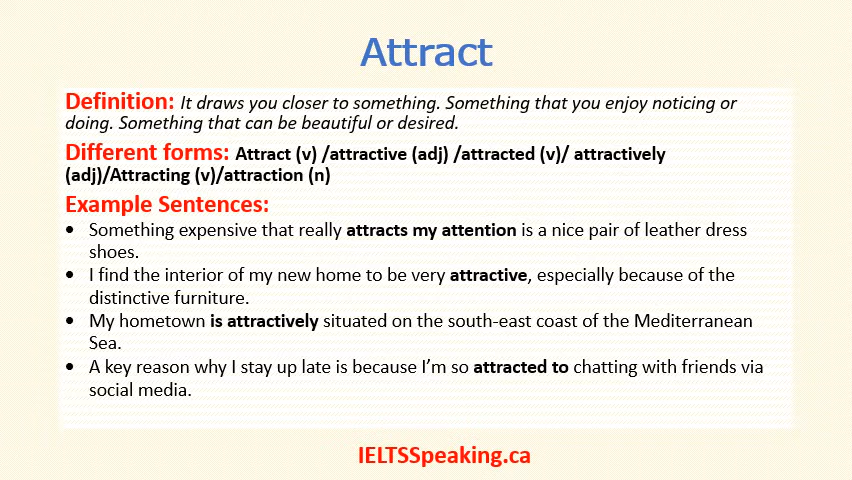 Attract
Definition: It draws you closer to something. Something that you enjoy noticing or
doing. Something that can be beautiful or desired.
Different forms: Attract (v) /attractive (adj) /attracted (v)/ attractively
(adj)/Attracting (v)/attraction (n)
Example Sentences:
• Something expensive that really attracts my attention is a nice pair of leather dress
shoes.
• I find the interior of my new home to be very attractive, especially because of the
distinctive furniture.
• My hometown is attractively situated on the south-east coast of the Mediterranean
Sea.
• A key reason why I stay up late is because I’m so attracted to chatting with friends via
social media.
IELTSSpeaking.ca